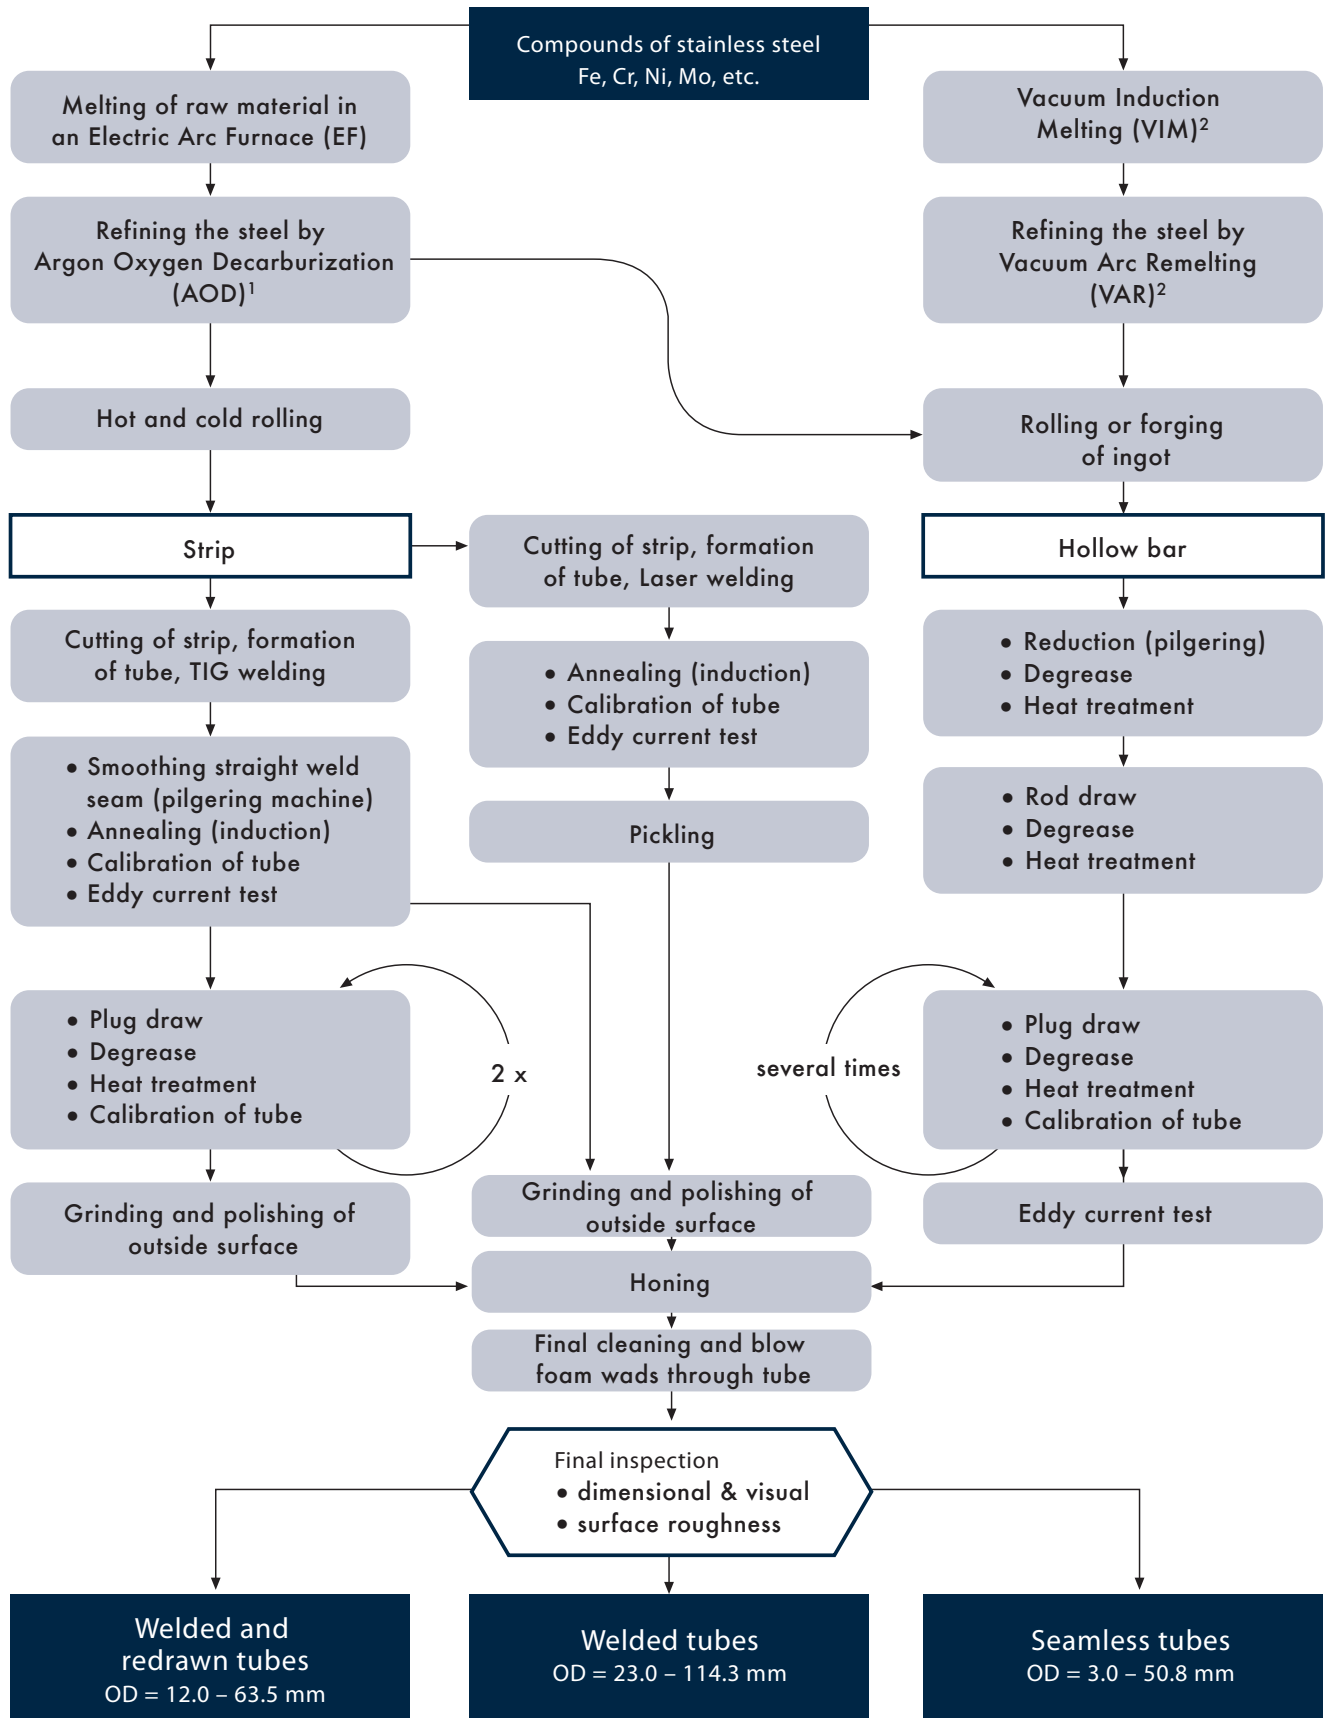 Compounds of stainless steel
Fe, Cr, Ni, Mo, etc.
Melting of raw material in
an Electric Arc Furnace (EF)
Vacuum Induction
Melting (VIM)²
Refining the steel by
Argon Oxygen Decarburization
(AOD)¹
Refining the steel by
Vacuum Arc Remelting
(VAR)²
Hot and cold rolling
Rolling or forging
of ingot
Strip
Cutting of strip, formation
of tube, Laser welding
Hollow bar
Cutting of strip, formation
of tube, TIG welding
• Annealing (induction)
• Calibration of tube
• Eddy current test
• Reduction (pilgering)
• Degrease
• Heat treatment
• Smoothing straight weld
seam (pilgering machine)
• Annealing (induction)
• Calibration of tube
• Eddy current test
Pickling
• Rod draw
• Degrease
• Heat treatment
• Plug draw
• Degrease
• Heat treatment
• Calibration of tube
2 x
several times
• Plug draw
• Degrease
• Heat treatment
• Calibration of tube
Grinding and polishing of
outside surface
Grinding and polishing of
outside surface
Eddy current test
Honing
Final cleaning and blow
foam wads through tube
Final inspection
• dimensional & visual
• surface roughness
Welded and
redrawn tubes
OD = 12.0 – 63.5 mm
Welded tubes
OD = 23.0 – 114.3 mm
Seamless tubes
OD = 3.0 – 50.8 mm